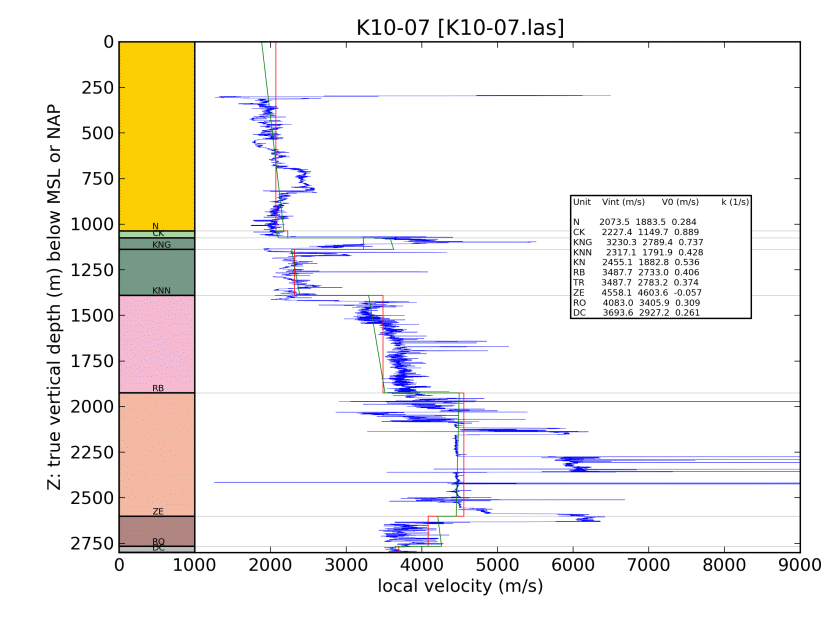 K10-07 [K10-07.las]
Z: true vertical depth (m) below MSL or NAP
0
250
500
750
1000
1250
1500
1750
2000
2250
2500
2750
N
CK
KNG
KNN
RB
ZE
RO
DC
Unit Vint (m/s) V0 (m/s) k (1/s)
N 2073.5 1883.5 0.284
CK 2227.4 1149.7 0.889
KNG 3230.3 2789.4 0.737
KNN 2317.1 1791.9 0.428
KN 2455.1 1882.8 0.536
RB 3487.7 2733.0 0.406
TR 3487.7 2783.2 0.374
ZE 4558.1 4603.6 -0.057
RO 4083.0 3405.9 0.309
DC 3693.6 2927.2 0.261
0 1000 2000 3000 4000 5000 6000 7000 8000 9000
local velocity (m/s)